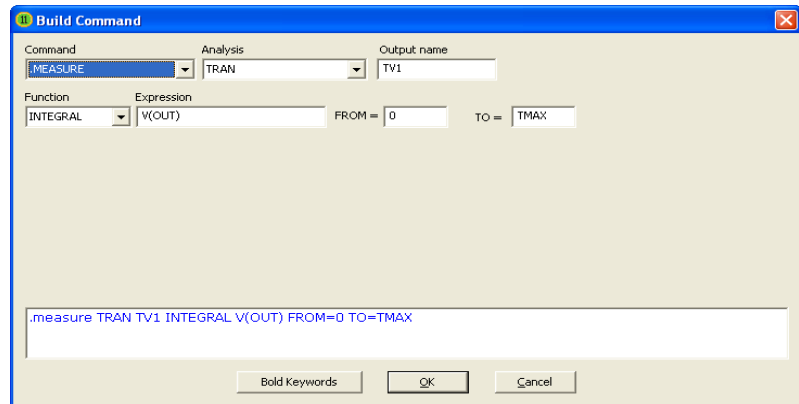 11 Build Command
Command Analysis Output name
.MEASURE TRAN TV1
Function Expression
INTEGRAL V(OUT) FROM = 0 TO = TMAX
.measure TRAN TV1 INTEGRAL V(OUT) FROM=0 TO=TMAX
Bold Keywords OK Cancel